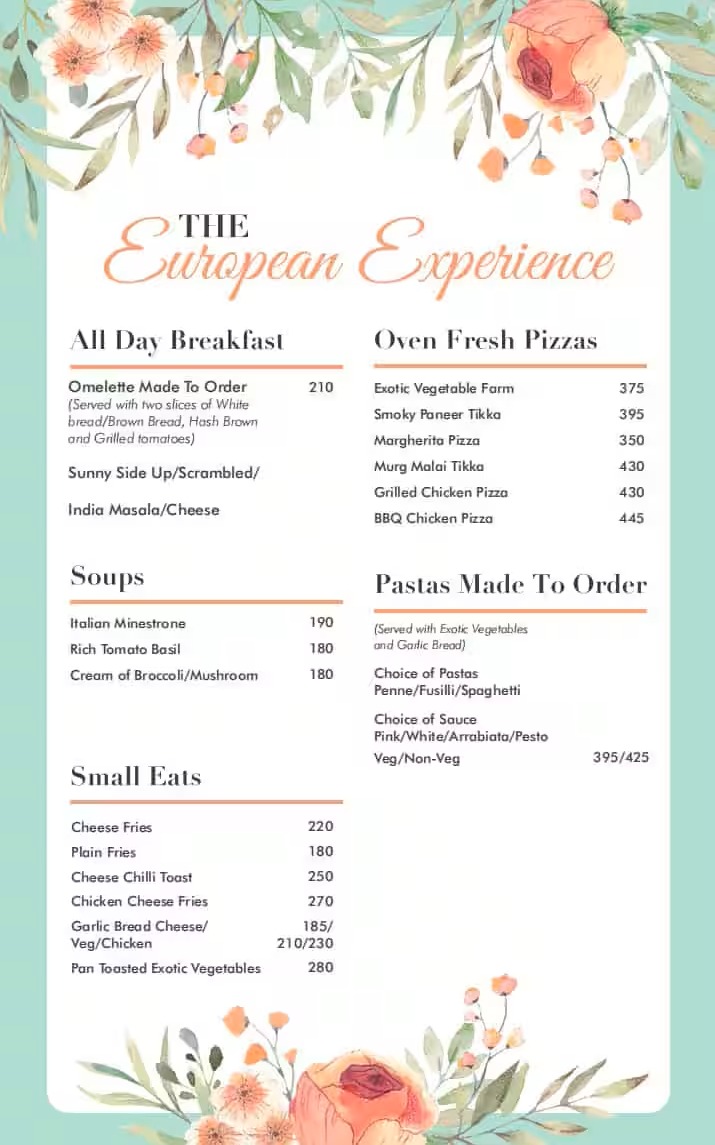 THE
European Experience
All Day Breakfast
Omelette Made To Order 210
(Served with two slices of White
bread/Brown Bread, Hash Brown
and Grilled tomatoes)
Sunny Side Up/Scrambled/
India Masala/Cheese
Soups
Italian Minestrone 190
Rich Tomato Basil 180
Cream of Broccoli/Mushroom 180
Small Eats
Cheese Fries 220
Plain Fries 180
Cheese Chilli Toast 250
Chicken Cheese Fries 270
Garlic Bread Cheese/ 185/
Veg/Chicken 210/230
Pan Toasted Exotic Vegetables 280
Oven Fresh Pizzas
Exotic Vegetable Farm 375
Smoky Paneer Tikka 395
Margherita Pizza 350
Murg Malai Tikka 430
Grilled Chicken Pizza 430
BBQ Chicken Pizza 445
Pastas Made To Order
(Served with Exotic Vegetables
and Garlic Bread)
Choice of Pastas
Penne/Fusilli/Spaghetti
Choice of Sauce
Pink/White/Arrabiata/Pesto
Veg/Non-Veg 395/425